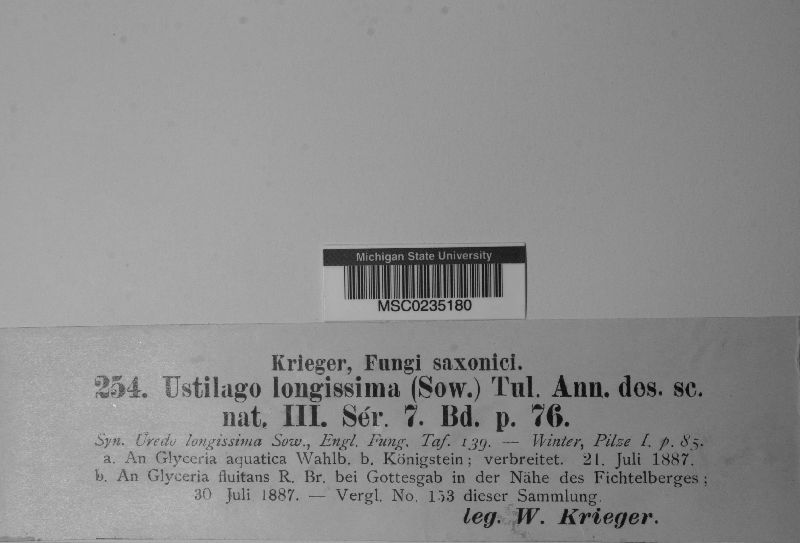 Michigan State University
MSC0235180
Krieger, Fungi saxonici.
254. Ustilago longissima (Sow.) Tul. Ann. des. sc.
nat. III. Sér. 7. Bd. p. 76.
Syn. Uredo longissima Sow., Engl. Fung. Taf. 139. — Winter, Pilze I. p. 85.
a. An Glyceria aquatica Wahlb. b. Königstein; verbreitet. 21. Juli 1887.
b. An Glyceria fluitans R. Br. bei Gottesgab in der Nähe des Fichtelberges;
30 Juli 1887. — Vergl. No. 153 dieser Sammlung.
leg. W. Krieger.